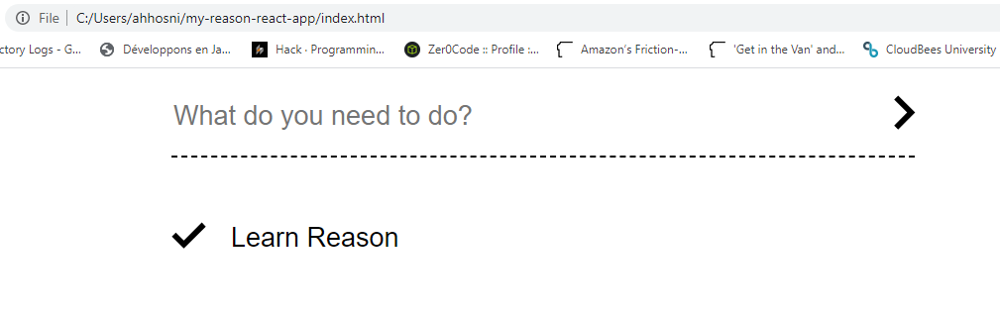 File C:/Users/ahhosni/my-reason-react-app/index.html
ctory Logs - G... Développons en Ja... Hack · Programmin... Zer0Code :: Profile :... Amazon's Friction-... 'Get in the Van' and... CloudBees University
What do you need to do?
Learn Reason